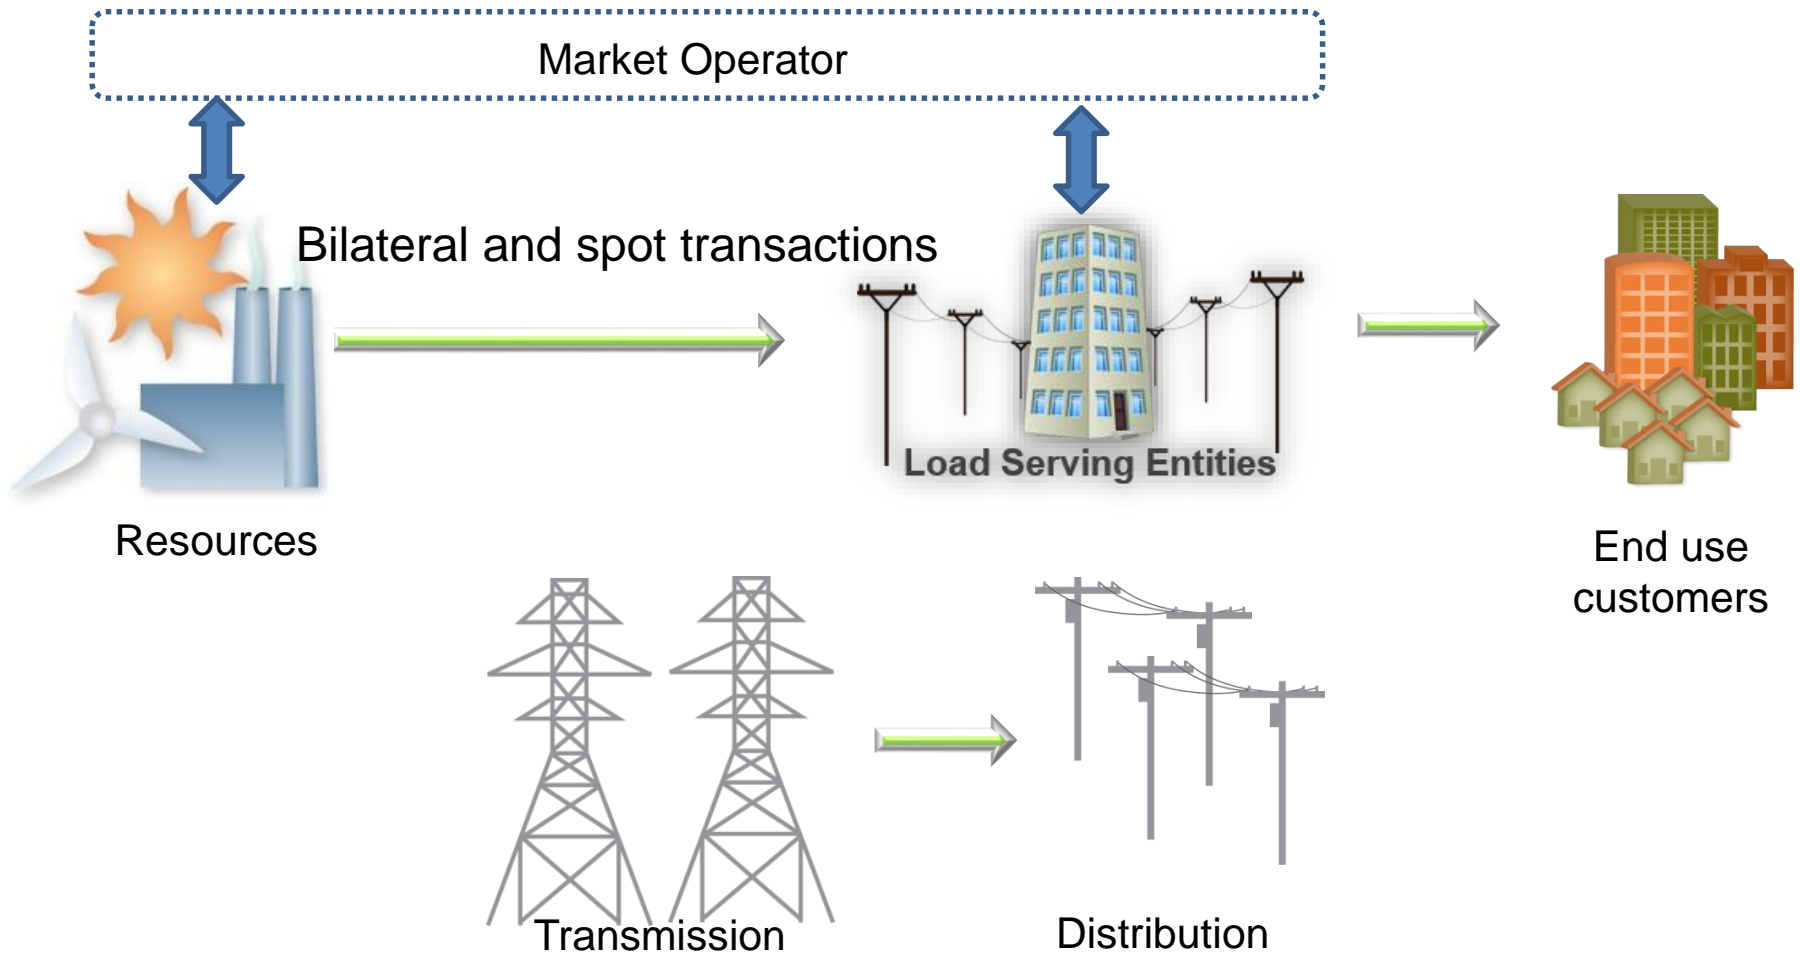 Market Operator
Bilateral and spot transactions
Load Serving Entities
Resources
End use
customers
Transmission
Distribution